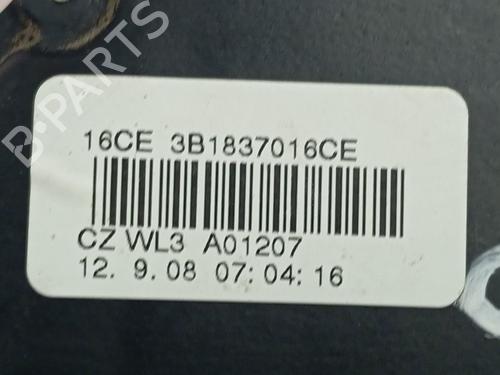 B-PARTS
16CE 3B1837016CE
CZ WL3 A01207
12. 9.08 07:04:16